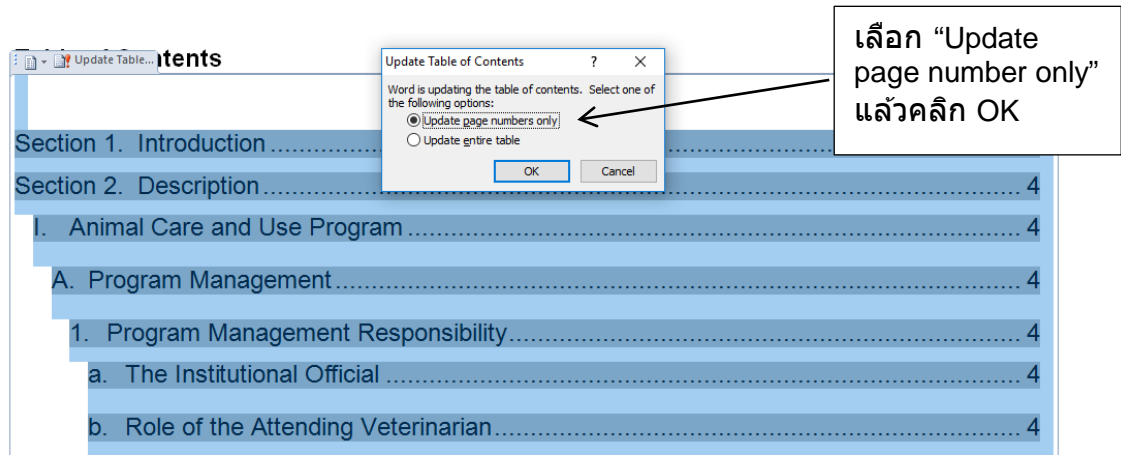 Update Table...
tents
Update Table of Contents ? ×
Word is updating the table of contents. Select one of
the following options:
Update page numbers only
Update entire table
OK Cancel
เลือก “Update
page number only”
แล้วคลิก OK
Section 1. Introduction
Section 2. Description 4
I. Animal Care and Use Program 4
A. Program Management 4
1. Program Management Responsibility 4
a. The Institutional Official 4
b. Role of the Attending Veterinarian 4